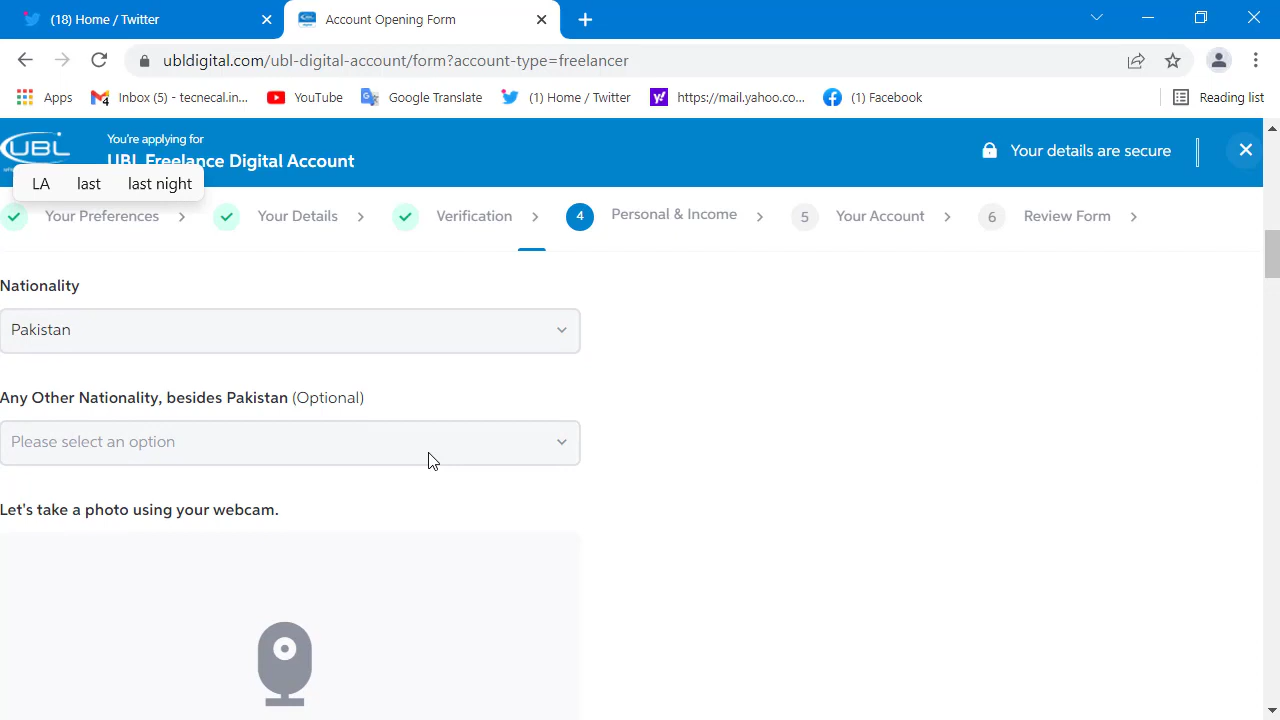 (18) Home / Twitter
Account Opening Form
ubldigital.com/ubl-digital-account/form?account-type=freelancer
Apps
Inbox (5) - tecnecal.in...
YouTube
Google Translate
(1) Home / Twitter
https://mail.yahoo.co...
(1) Facebook
Reading list
UBL
You're applying for
UBL Freelance Digital Account
Your details are secure
LA last last night
Your Preferences
Your Details
Verification
4 Personal & Income
5 Your Account
6 Review Form
Nationality
Pakistan
Any Other Nationality, besides Pakistan (Optional)
Please select an option
Let's take a photo using your webcam.